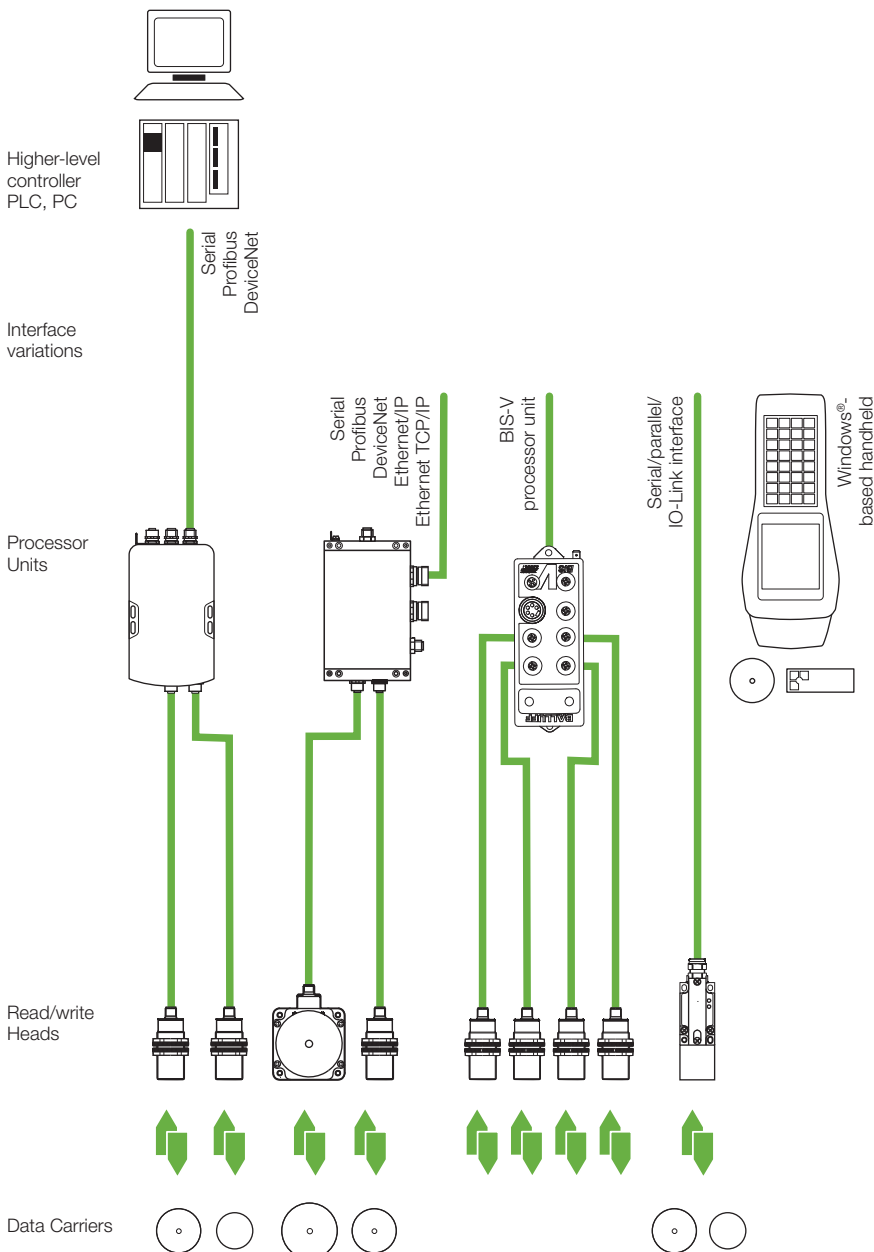 Higher-level
controller
PLC, PC
Serial
Profibus
DeviceNet
Interface
variations
Serial
Profibus
DeviceNet
Ethernet/IP
Ethernet TCP/IP
BIS-V
processor unit
Serial/parallel/
IO-Link interface
Windows®-
based handheld
Processor
Units
BALLUFF
Read/write
Heads
Data Carriers